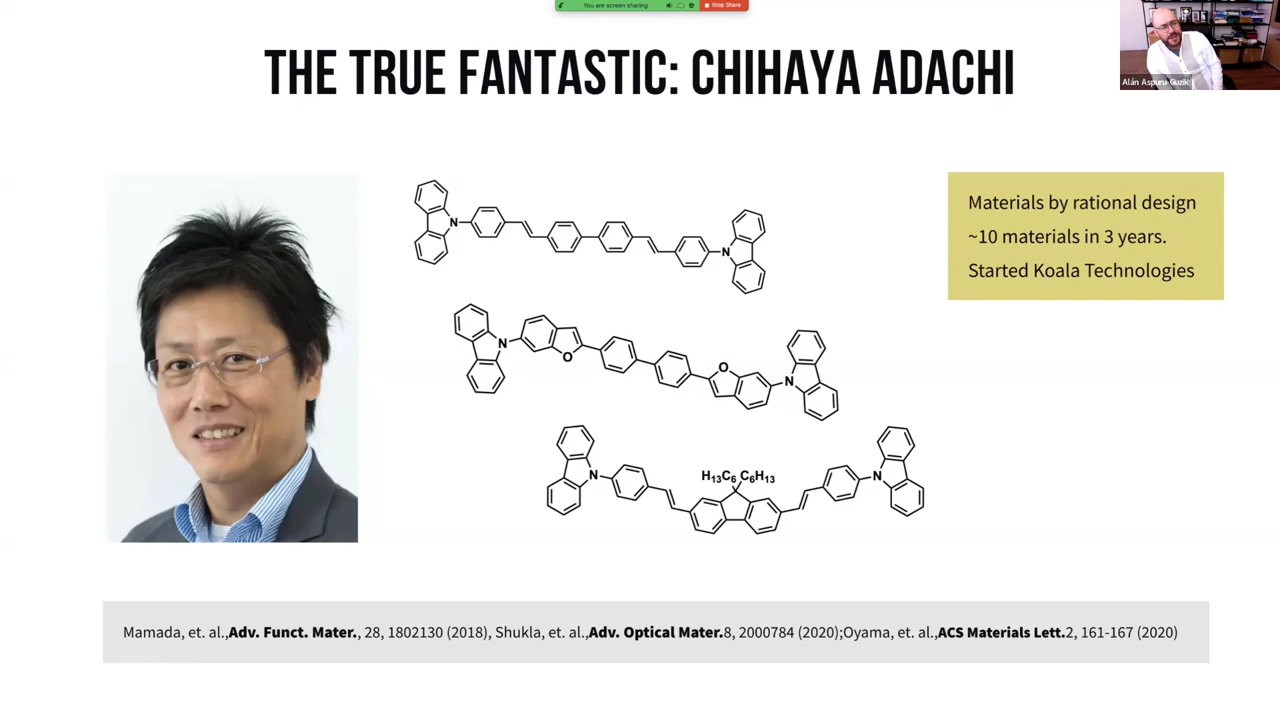 You are screen sharing
Stop Share
THE TRUE FANTASTIC: CHIHAYA ADACHI
Alán Aspuru-Guzik
N
N
Materials by rational design
~10 materials in 3 years.
Started Koala Technologies
N
O
O
N
H13C6 C6H13
N
N
Mamada, et. al.,Adv. Funct. Mater., 28, 1802130 (2018), Shukla, et. al.,Adv. Optical Mater.8, 2000784 (2020);Oyama, et. al.,ACS Materials Lett.2, 161-167 (2020)